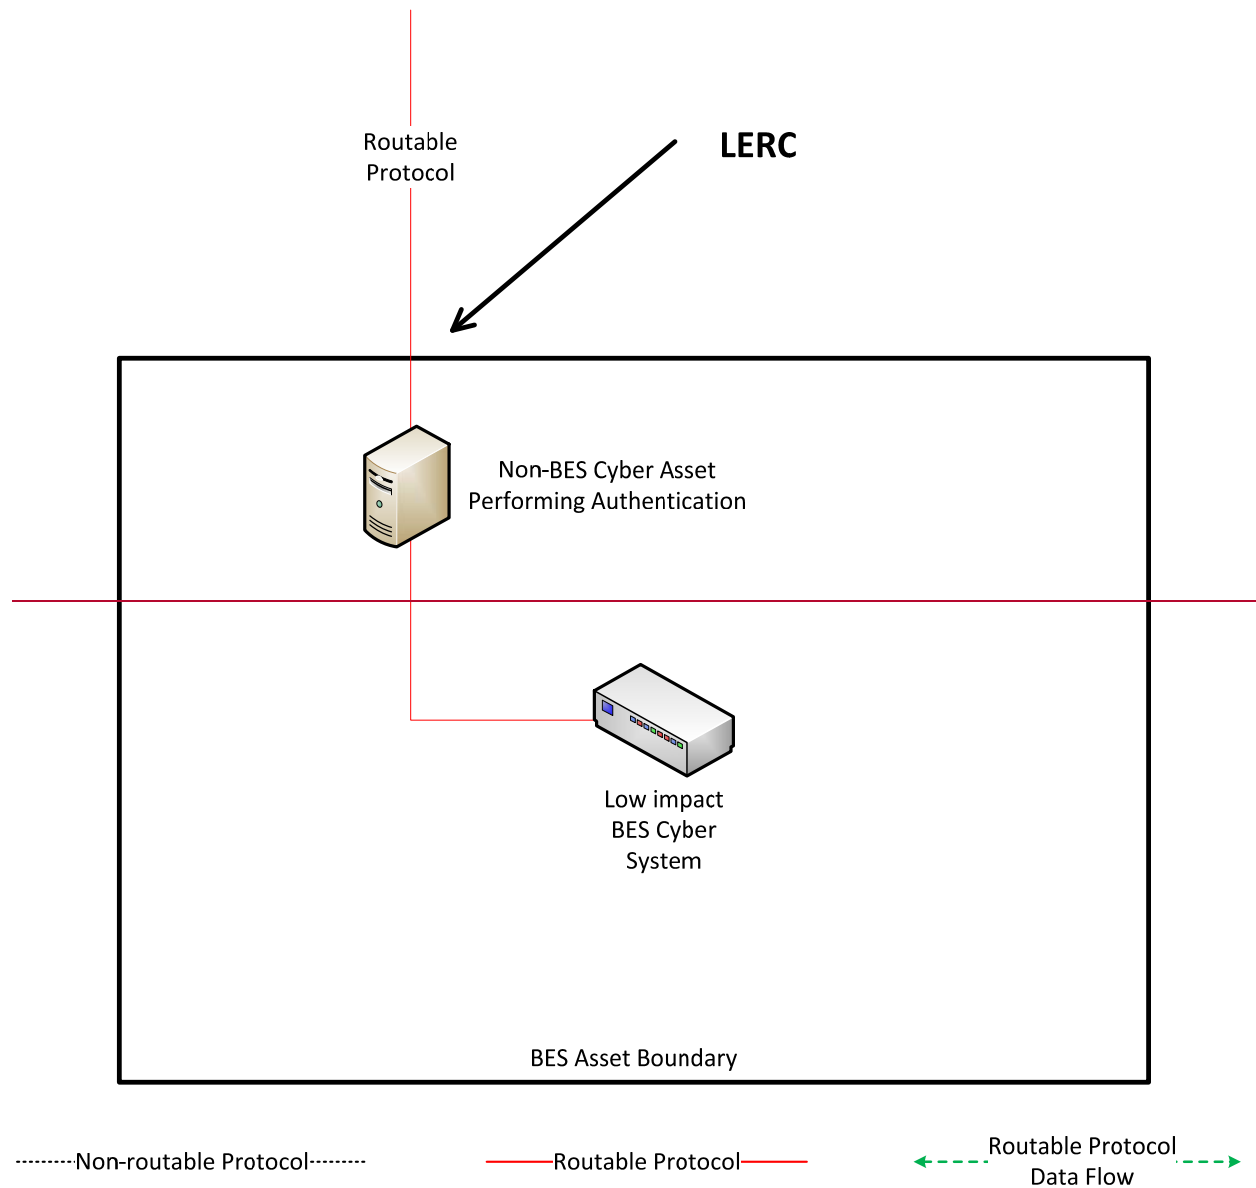 Routable
Protocol
LERC
Non-BES Cyber Asset
Performing Authentication
Low impact
BES Cyber
System
BES Asset Boundary
Non-routable Protocol
Routable Protocol
Routable Protocol
Data Flow